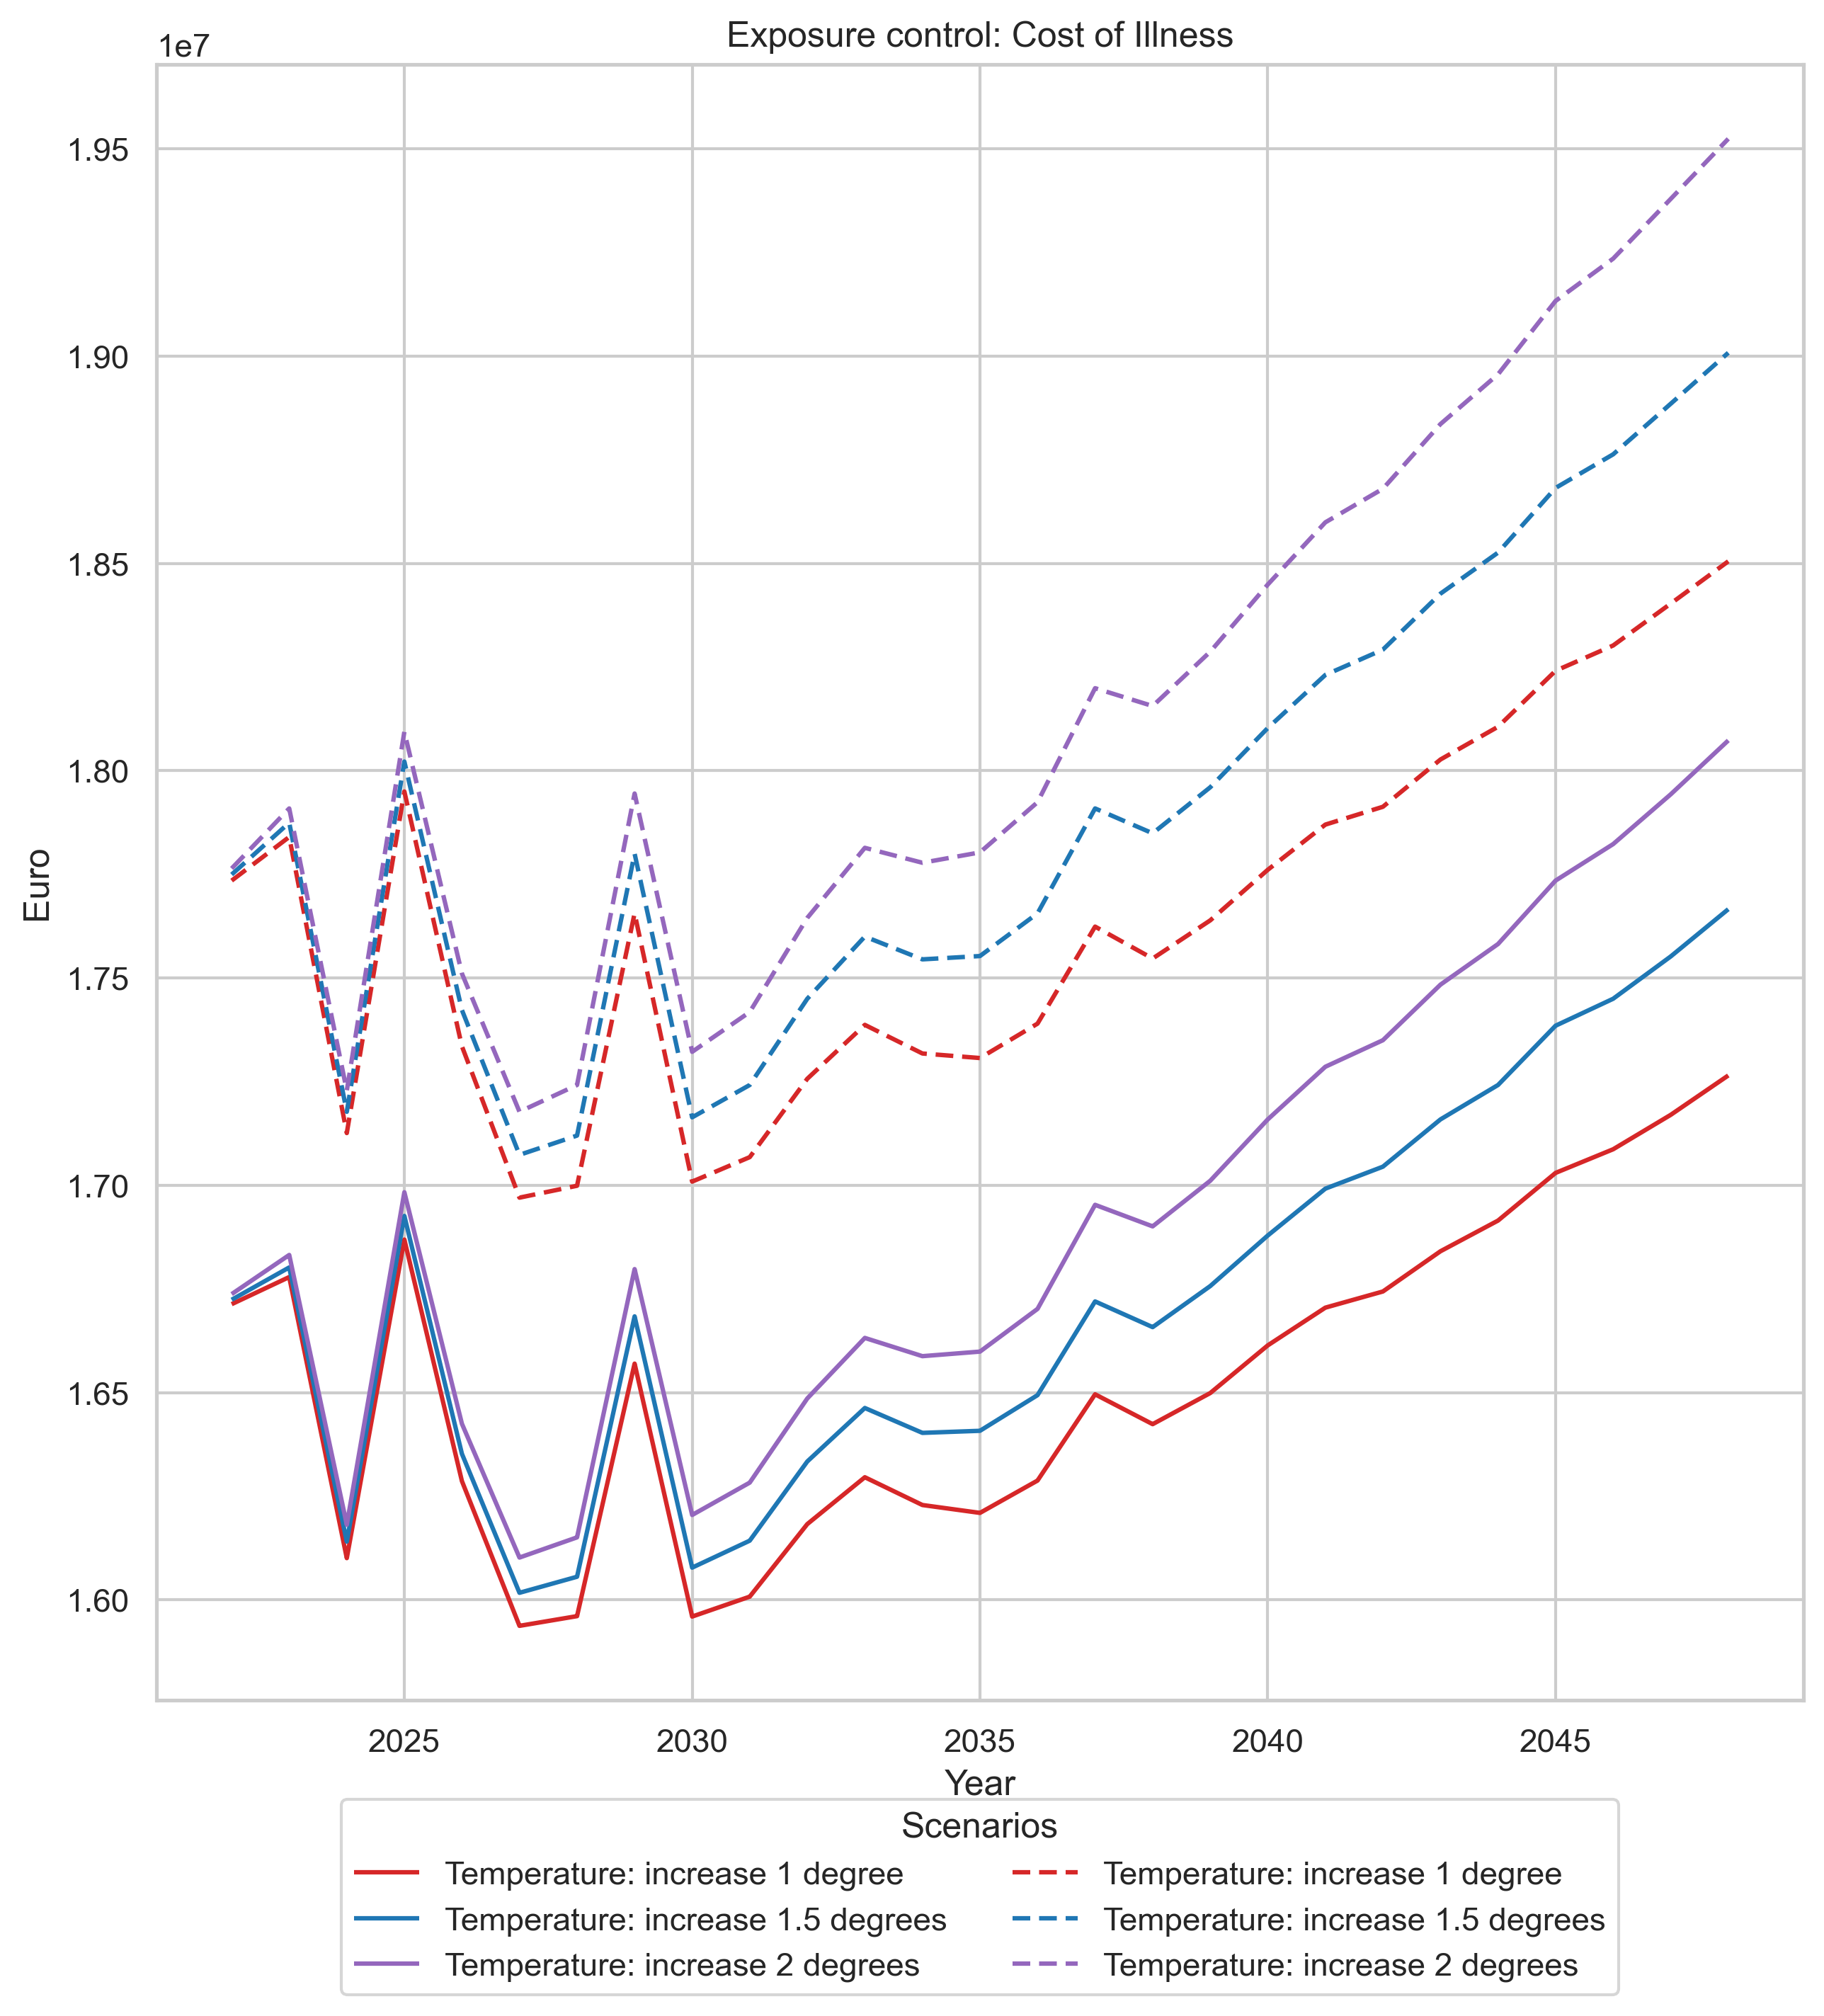 Exposure control: Cost of Illness
1e7
1.95
1.90
1.85
1.80
1.75
1.70
1.65
1.60
Euro
2025 2030 2035 2040 2045
Year
Scenarios
Temperature: increase 1 degree Temperature: increase 1 degree
Temperature: increase 1.5 degrees Temperature: increase 1.5 degrees
Temperature: increase 2 degrees Temperature: increase 2 degrees